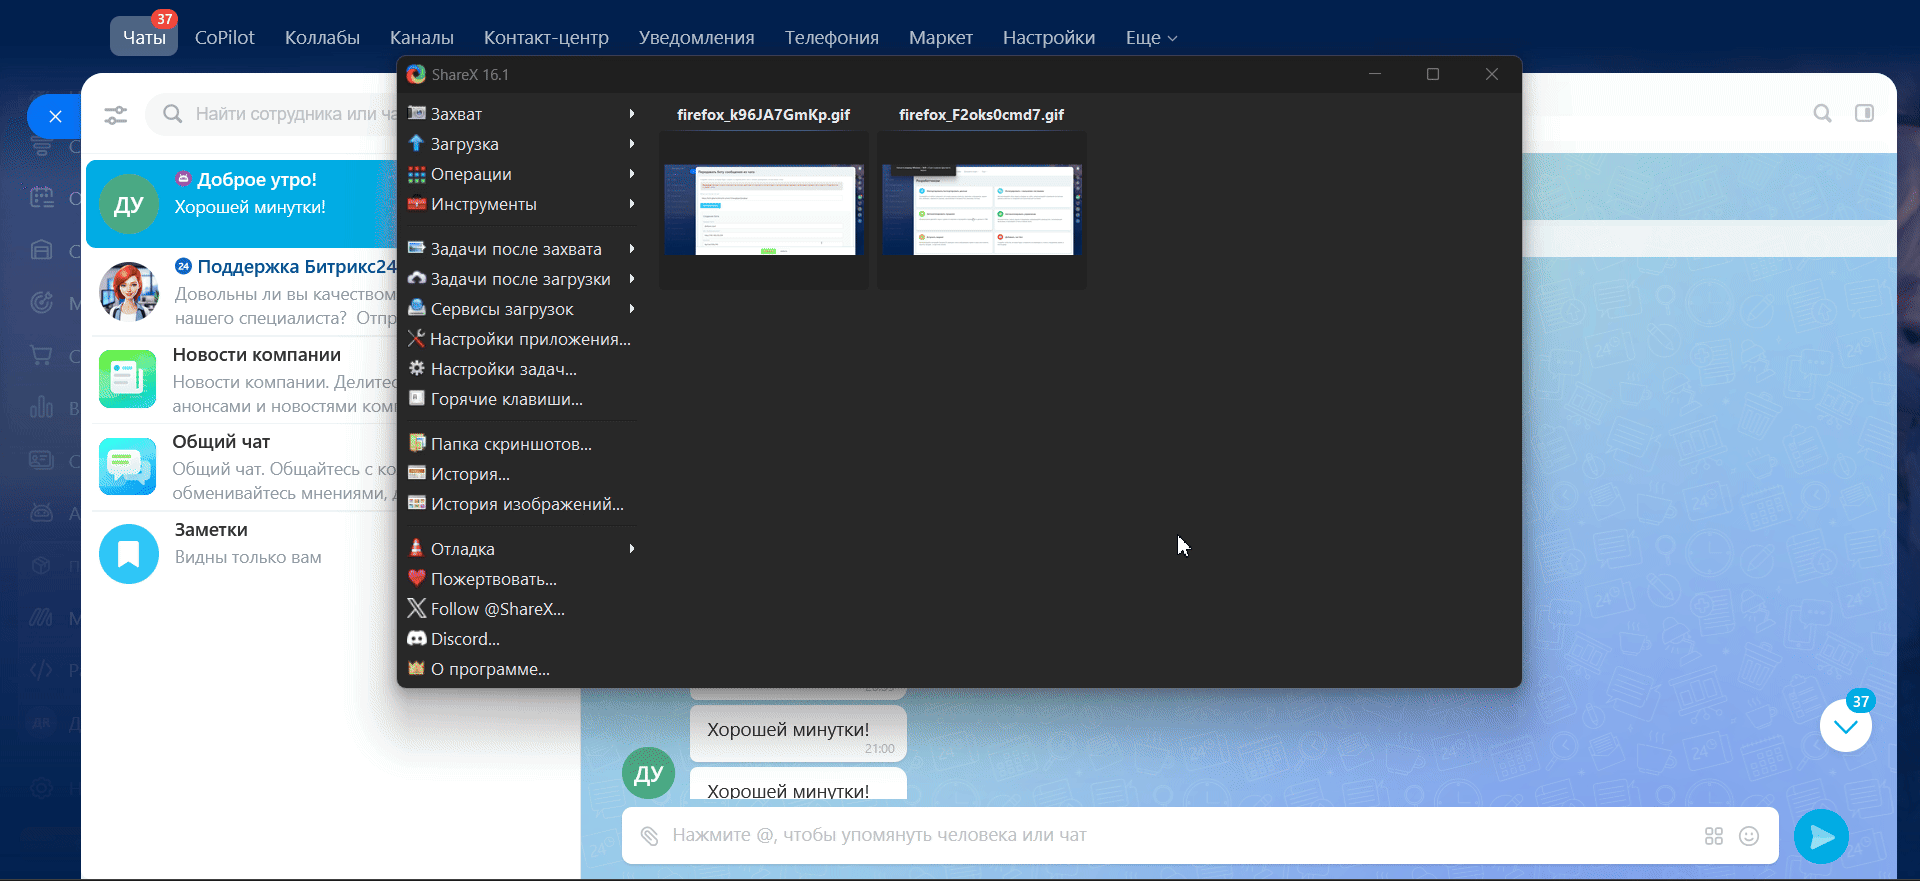 Чаты
37
CoPilot
Коллабы
Каналы
Контакт-центр
Уведомления
Телефония
Маркет
Настройки
Еще
Найти сотрудника или ча
ДУ
Доброе утро!
Хорошей минутки!
24
Поддержка Битрикс24
Довольны ли вы качеством
нашего специалиста? Отпр
Новости компании
Новости компании. Делитес
анонсами и новостями ком
Общий чат
Общий чат. Общайтесь с ко
обменивайтесь мнениями,
Заметки
Видны только вам
ShareX 16.1
Захват
Загрузка
Операции
Инструменты
Задачи после захвата
Задачи после загрузки
Сервисы загрузок
Настройки приложения...
Настройки задач...
Горячие клавиши...
Папка скриншотов...
История...
История изображений...
Отладка
Пожертвовать...
Follow @ShareX...
Discord...
О программе...
firefox_k96JA7GmKp.gif
firefox_F2oks0cmd7.gif
Хорошей минутки!
21:00
ДУ
Хорошей минутки!
37
Нажмите @, чтобы упомянуть человека или чат